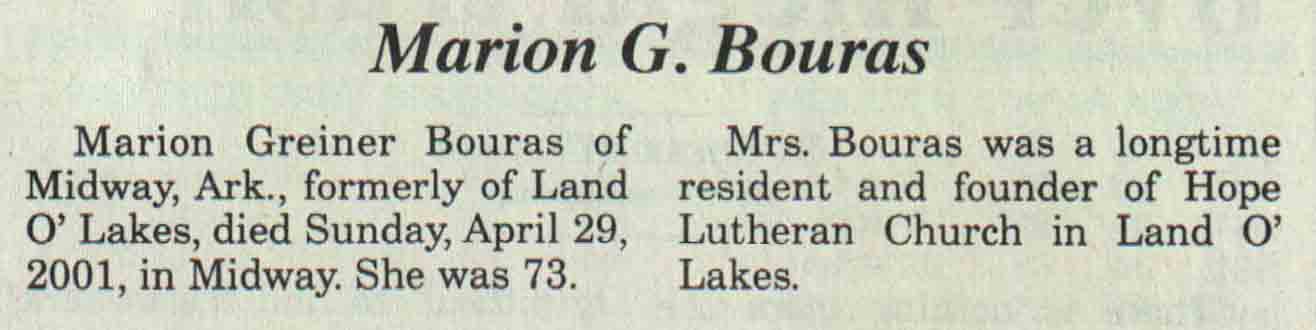 Marion G. Bouras
Marion Greiner Bouras of
Midway, Ark., formerly of Land
O' Lakes, died Sunday, April 29,
2001, in Midway. She was 73.
Mrs. Bouras was a longtime
resident and founder of Hope
Lutheran Church in Land O'
Lakes.